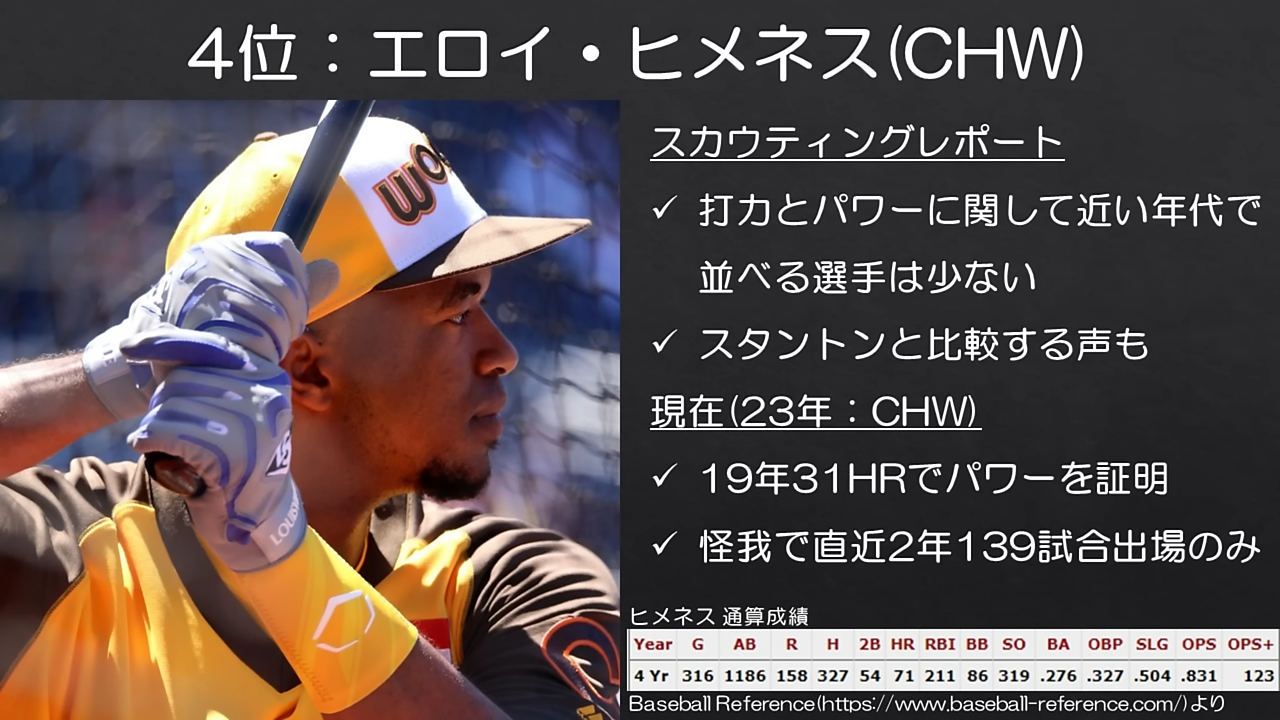 4位：エロイ・ヒメネス(CHW)
スカウティングレポート
✓ 打力とパワーに関して近い年代で
並べる選手は少ない
✓ スタントンと比較する声も
現在(23年：CHW)
✓ 19年31HRでパワーを証明
✓ 怪我で直近2年139試合出場のみ
ヒメネス 通算成績
Year G AB R H 2B HR RBI BB SO BA OBP SLG OPS OPS+
4 Yr 316 1186 158 327 54 71 211 86 319 .276 .327 .504 .831 123
Baseball Reference(https://www.baseball-reference.com/)より